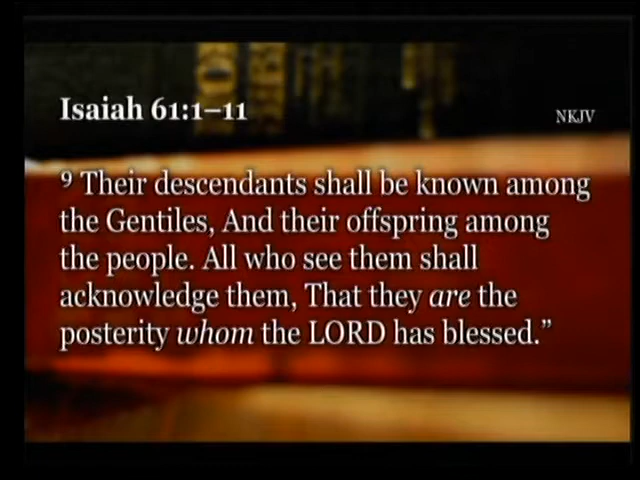 Isaiah 61:1–11
NKJV
9 Their descendants shall be known among
the Gentiles, And their offspring among
the people. All who see them shall
acknowledge them, That they are the
posterity whom the LORD has blessed.”